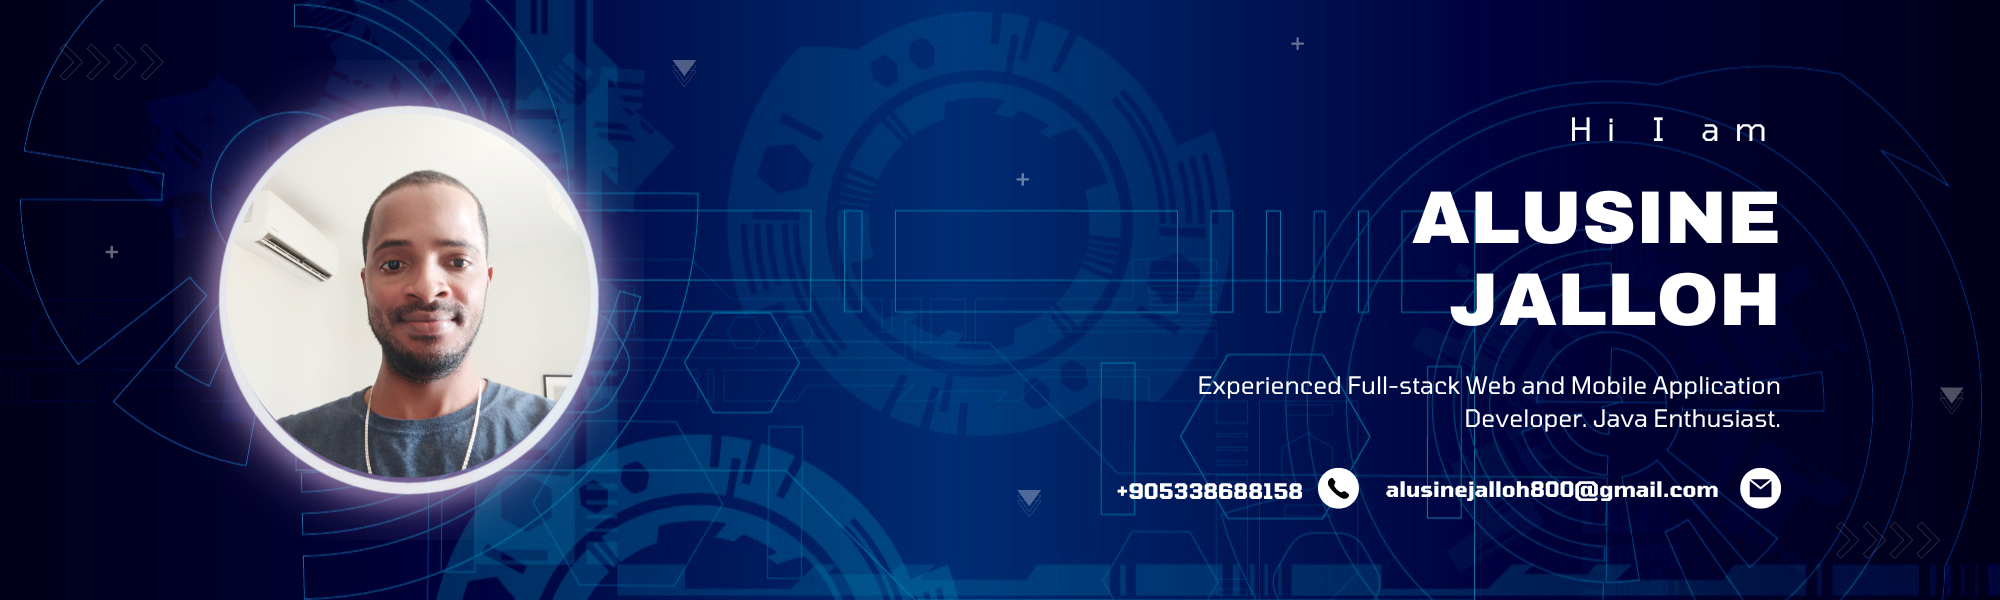 Hi I am
ALUSINE
JALLOH
Experienced Full-stack Web and Mobile Application
Developer. Java Enthusiast.
+905338688158 alusinejalloh800@gmail.com